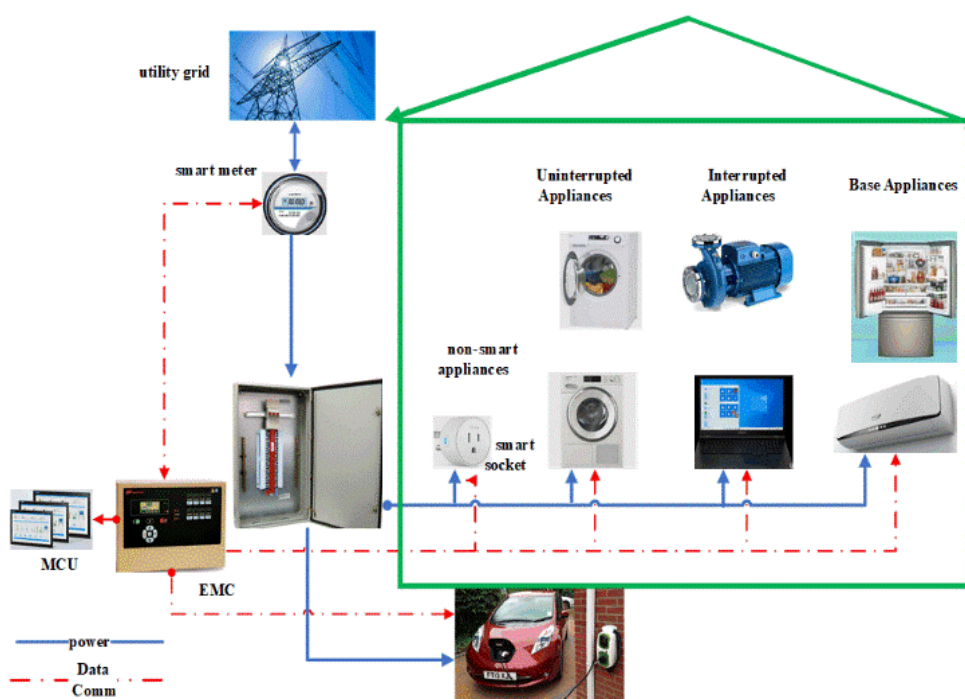 utility grid
smart meter
Uninterrupted
Appliances
Interrupted
Appliances
Base Appliances
non-smart
appliances
smart
socket
MCU
EMC
power
Data
Comm